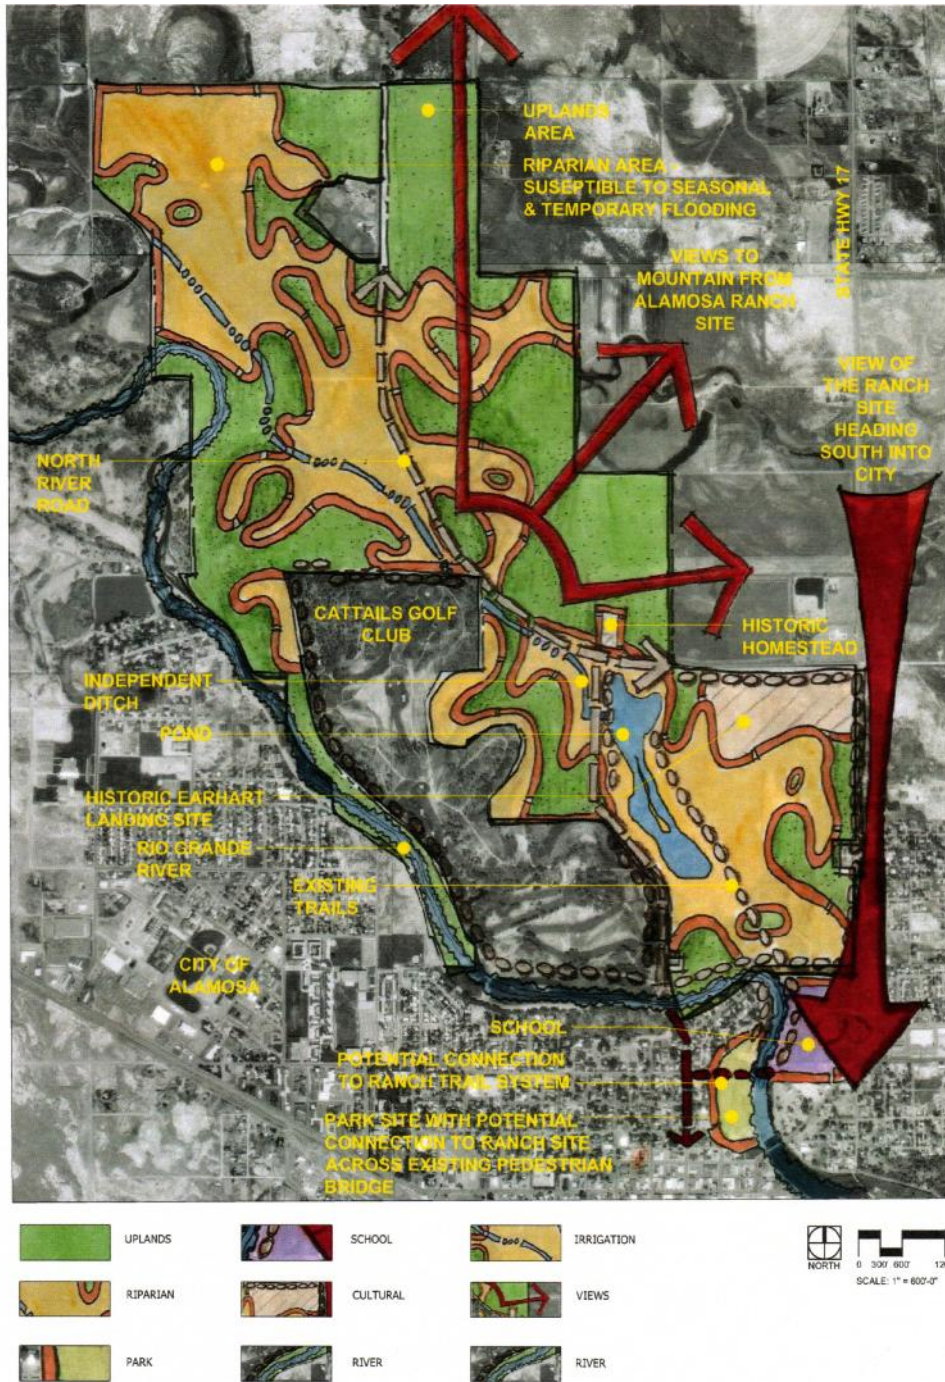 UPLANDS
AREA
RIPARIAN AREA -
SUSEPTIBLE TO SEASONAL
& TEMPORARY FLOODING
STATE HWY 17
VIEWS TO
MOUNTAIN FROM
ALAMOSA RANCH
SITE
VIEW OF
THE RANCH
SITE
HEADING
SOUTH INTO
CITY
NORTH
RIVER
ROAD
CATTAILS GOLF
CLUB
HISTORIC
HOMESTEAD
INDEPENDENT
DITCH
POND
HISTORIC EARHART
LANDING SITE
RIO GRANDE
RIVER
EXISTING
TRAILS
CITY OF
ALAMOSA
SCHOOL
POTENTIAL CONNECTION
TO RANCH TRAIL SYSTEM
PARK SITE WITH POTENTIAL
CONNECTION TO RANCH SITE
ACROSS EXISTING PEDESTRIAN
BRIDGE
UPLANDS
SCHOOL
IRRIGATION
RIPARIAN
CULTURAL
VIEWS
PARK
RIVER
RIVER
NORTH
0 300' 600'
SCALE: 1" = 600'-0"